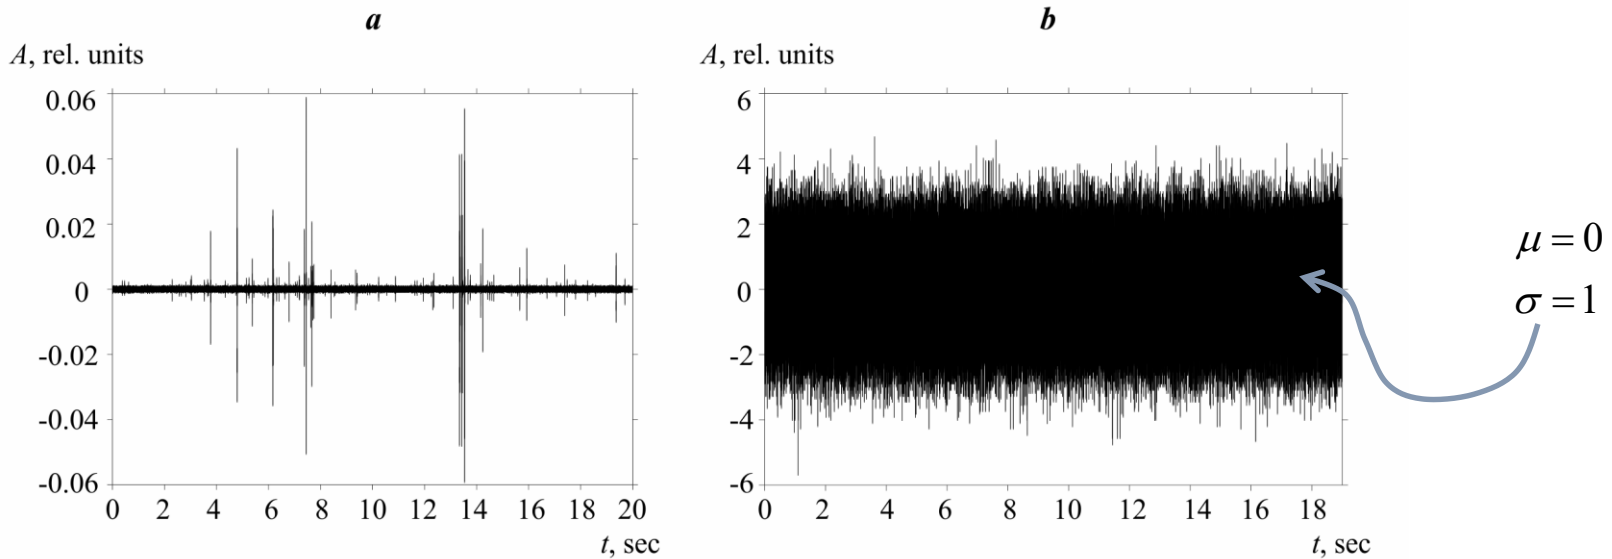 a
A, rel. units
0.06
0.04
0.02
0
-0.02
-0.04
-0.06
0 2 4 6 8 10 12 14 16 18 20
t, sec
b
A, rel. units
6
4
2
0
-2
-4
-6
0 2 4 6 8 10 12 14 16 18
t, sec
μ = 0
σ = 1